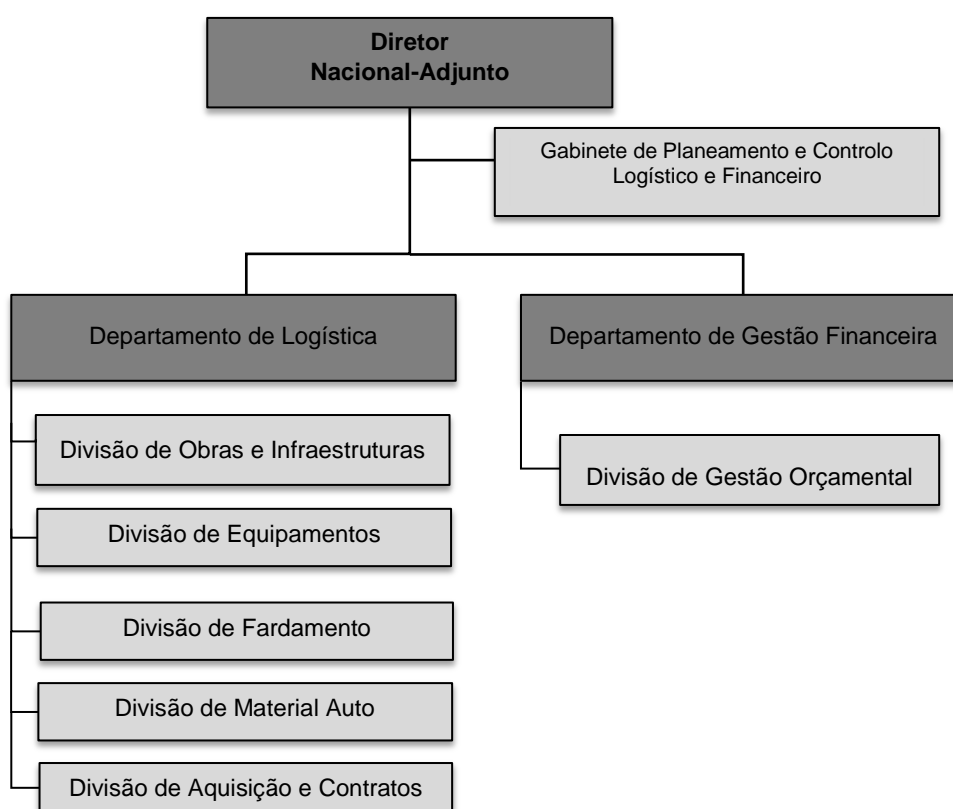 Diretor
Nacional-Adjunto
Gabinete de Planeamento e Controlo
Logístico e Financeiro
Departamento de Logística
Departamento de Gestão Financeira
Divisão de Obras e Infraestruturas
Divisão de Gestão Orçamental
Divisão de Equipamentos
Divisão de Fardamento
Divisão de Material Auto
Divisão de Aquisição e Contratos